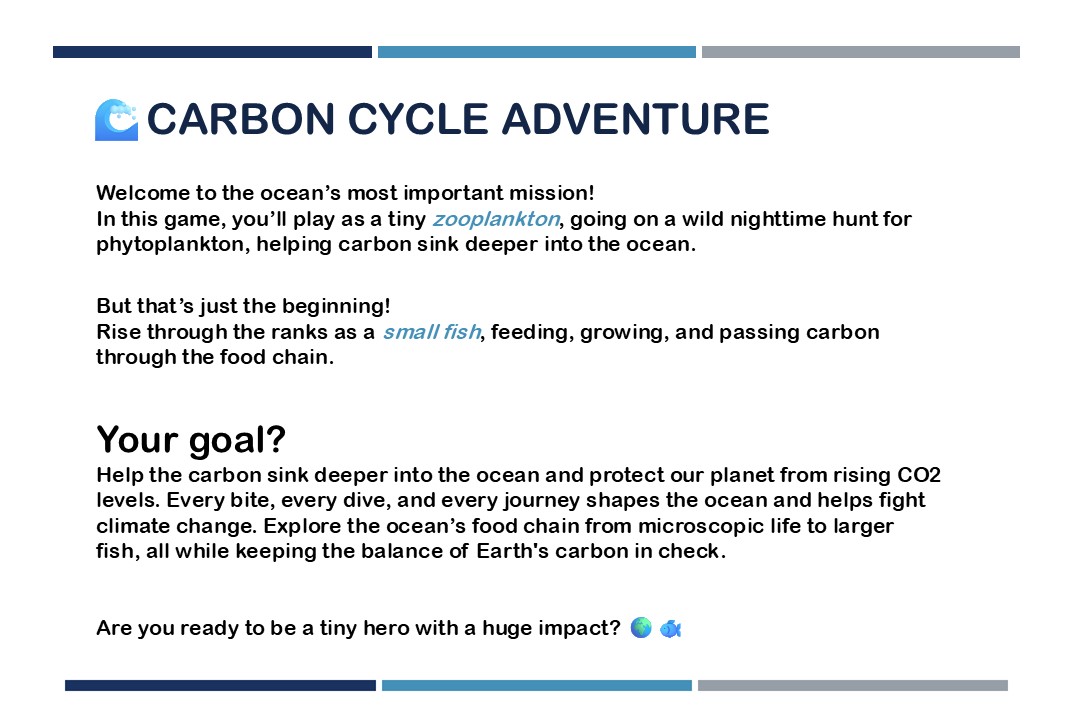 🌊 CARBON CYCLE ADVENTURE
Welcome to the ocean’s most important mission!
In this game, you’ll play as a tiny zooplankton, going on a wild nighttime hunt for
phytoplankton, helping carbon sink deeper into the ocean.
But that’s just the beginning!
Rise through the ranks as a small fish, feeding, growing, and passing carbon
through the food chain.
Your goal?
Help the carbon sink deeper into the ocean and protect our planet from rising CO2
levels. Every bite, every dive, and every journey shapes the ocean and helps fight
climate change. Explore the ocean’s food chain from microscopic life to larger
fish, all while keeping the balance of Earth's carbon in check.
Are you ready to be a tiny hero with a huge impact? 🌍 🐟